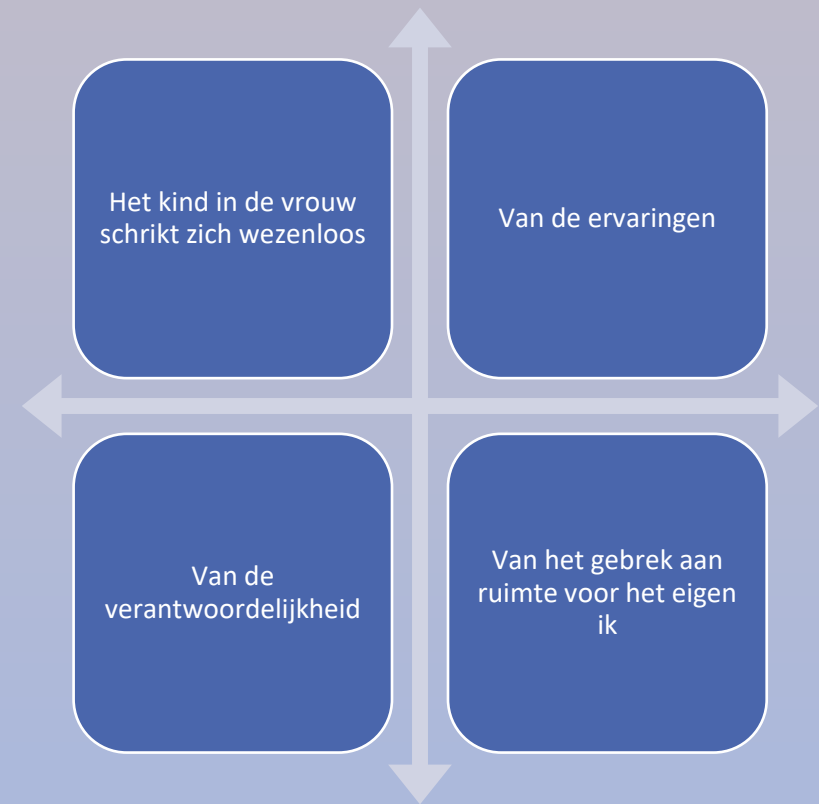 Het kind in de vrouw
schrikt zich wezenloos
Van de ervaringen
Van de
verantwoordelijkheid
Van het gebrek aan
ruimte voor het eigen
ik